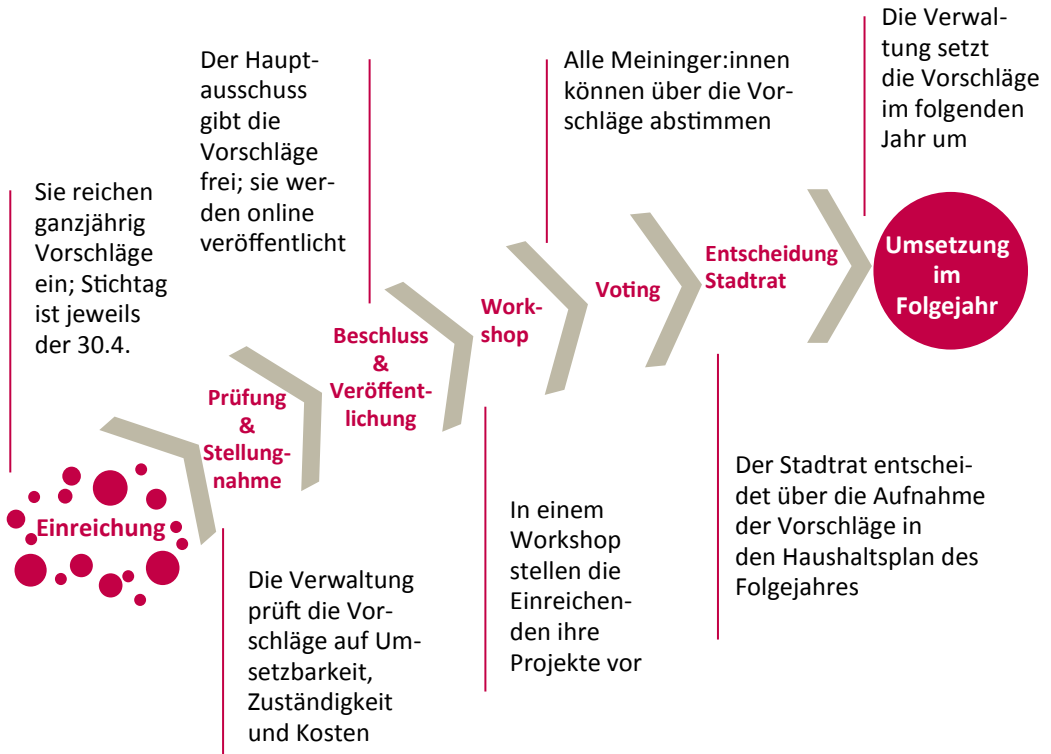 Sie reichen
ganzjährig
Vorschläge
ein; Stichtag
ist jeweils
der 30.4.
Einreichung
Prüfung
&
Stellung-
nahme
Die Verwaltung
prüft die Vor-
schläge auf Um-
setzbarkeit,
Zuständigkeit
und Kosten
Der Haupt-
ausschuss
gibt die
Vorschläge
frei; sie wer-
den online
veröffentlicht
Beschluss
&
Veröffent-
lichung
Work-
shop
In einem
Workshop
stellen die
Einreichen-
den ihre
Projekte vor
Alle Meininger:innen
können über die Vor-
schläge abstimmen
Voting
Entscheidung
Stadtrat
Der Stadtrat entschei-
det über die Aufnahme
der Vorschläge in
den Haushaltsplan des
Folgejahres
Die Verwal-
tung setzt
die Vorschläge
im folgenden
Jahr um
Umsetzung
im
Folgejahr